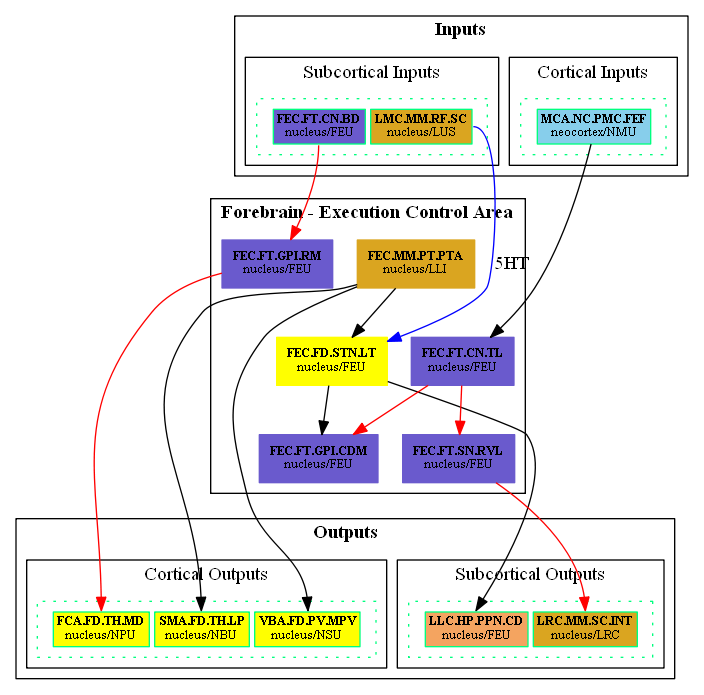 Inputs
Subcortical Inputs
Cortical Inputs
FEC.FT.CN.BD
nucleus/FEU
LMC.MM.RF.SC
nucleus/LUS
MCA.NC.PMC.FEF
neocortex/NMU
Forebrain - Execution Control Area
FEC.FT.GPI.RM
nucleus/FEU
FEC.MM.PT.PTA
nucleus/LLI
5HT
FEC.FD.STN.LT
nucleus/FEU
FEC.FT.CN.TL
nucleus/FEU
FEC.FT.GPI.CDM
nucleus/FEU
FEC.FT.SN.RVL
nucleus/FEU
Outputs
Cortical Outputs
Subcortical Outputs
FCA.FD.TH.MD
nucleus/NPU
SMA.FD.TH.LP
nucleus/NBU
VBA.FD.PV.MPV
nucleus/NSU
LLC.HP.PPN.CD
nucleus/FEU
LRC.MM.SC.INT
nucleus/LRC